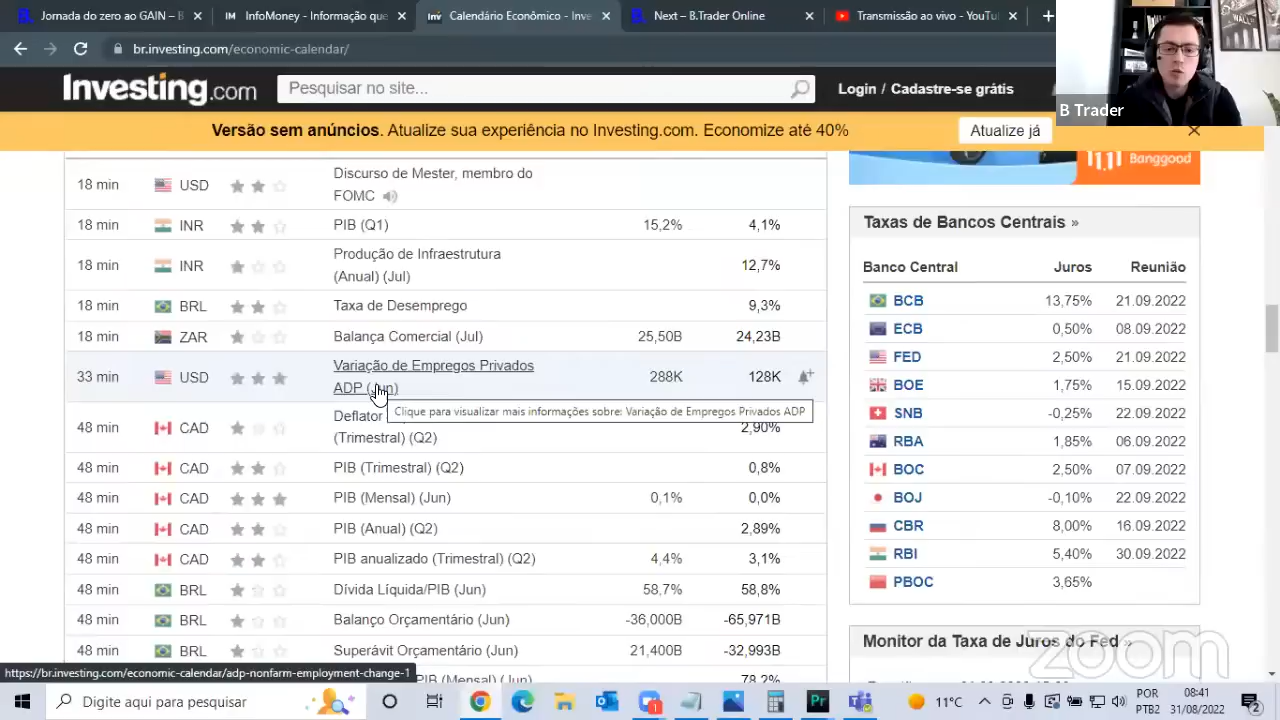 Jornada do zero ao GAIN – B
InfoMoney - Informação que
Calendário Econômico - Inve
Next – B.Trader Online
Transmissão ao vivo - YouTu
br.investing.com/economic-calendar/
Investing.com
Pesquisar no site...
Login / Cadastre-se grátis
B Trader
WALL
Versão sem anúncios. Atualize sua experiência no Investing.com. Economize até 40%
Atualize já
Banggood
18 min USD Discurso de Mester, membro do
FOMC
18 min INR PIB (Q1) 15,2% 4,1%
18 min INR Produção de Infraestrutura
(Anual) (Jul) 12,7%
18 min BRL Taxa de Desemprego 9,3%
18 min ZAR Balança Comercial (Jul) 25,50B 24,23B
33 min USD Variação de Empregos Privados
ADP 288K 128K
Clique para visualizar mais informações sobre: Variação de Empregos Privados ADP
48 min CAD Deflator
(Trimestral) (Q2) 2,90%
48 min CAD PIB (Trimestral) (Q2) 0,8%
48 min CAD PIB (Mensal) (Jun) 0,1% 0,0%
48 min CAD PIB (Anual) (Q2) 2,89%
48 min CAD PIB anualizado (Trimestral) (Q2) 4,4% 3,1%
48 min BRL Dívida Líquida/PIB (Jun) 58,7% 58,8%
48 min BRL Balanço Orçamentário (Jun) -36,000B -65,971B
48 min BRL Superávit Orçamentário (Jun) 21,400B -32,993B
PIB (Mensal) (Jun) 78,2%
Taxas de Bancos Centrais »
Banco Central Juros Reunião
BCB 13,75% 21.09.2022
ECB 0,50% 08.09.2022
FED 2,50% 21.09.2022
BOE 1,75% 15.09.2022
SNB -0,25% 22.09.2022
RBA 1,85% 06.09.2022
BOC 2,50% 07.09.2022
BOJ -0,10% 22.09.2022
CBR 8,00% 16.09.2022
RBI 5,40% 30.09.2022
PBOC 3,65%
Monitor da Taxa de Juros do Fed »
zoom
https://br.investing.com/economic-calendar/adp-nonfarm-employment-change-1
Digite aqui para pesquisar
11°C
POR
PTB2
08:41
31/08/2022
2